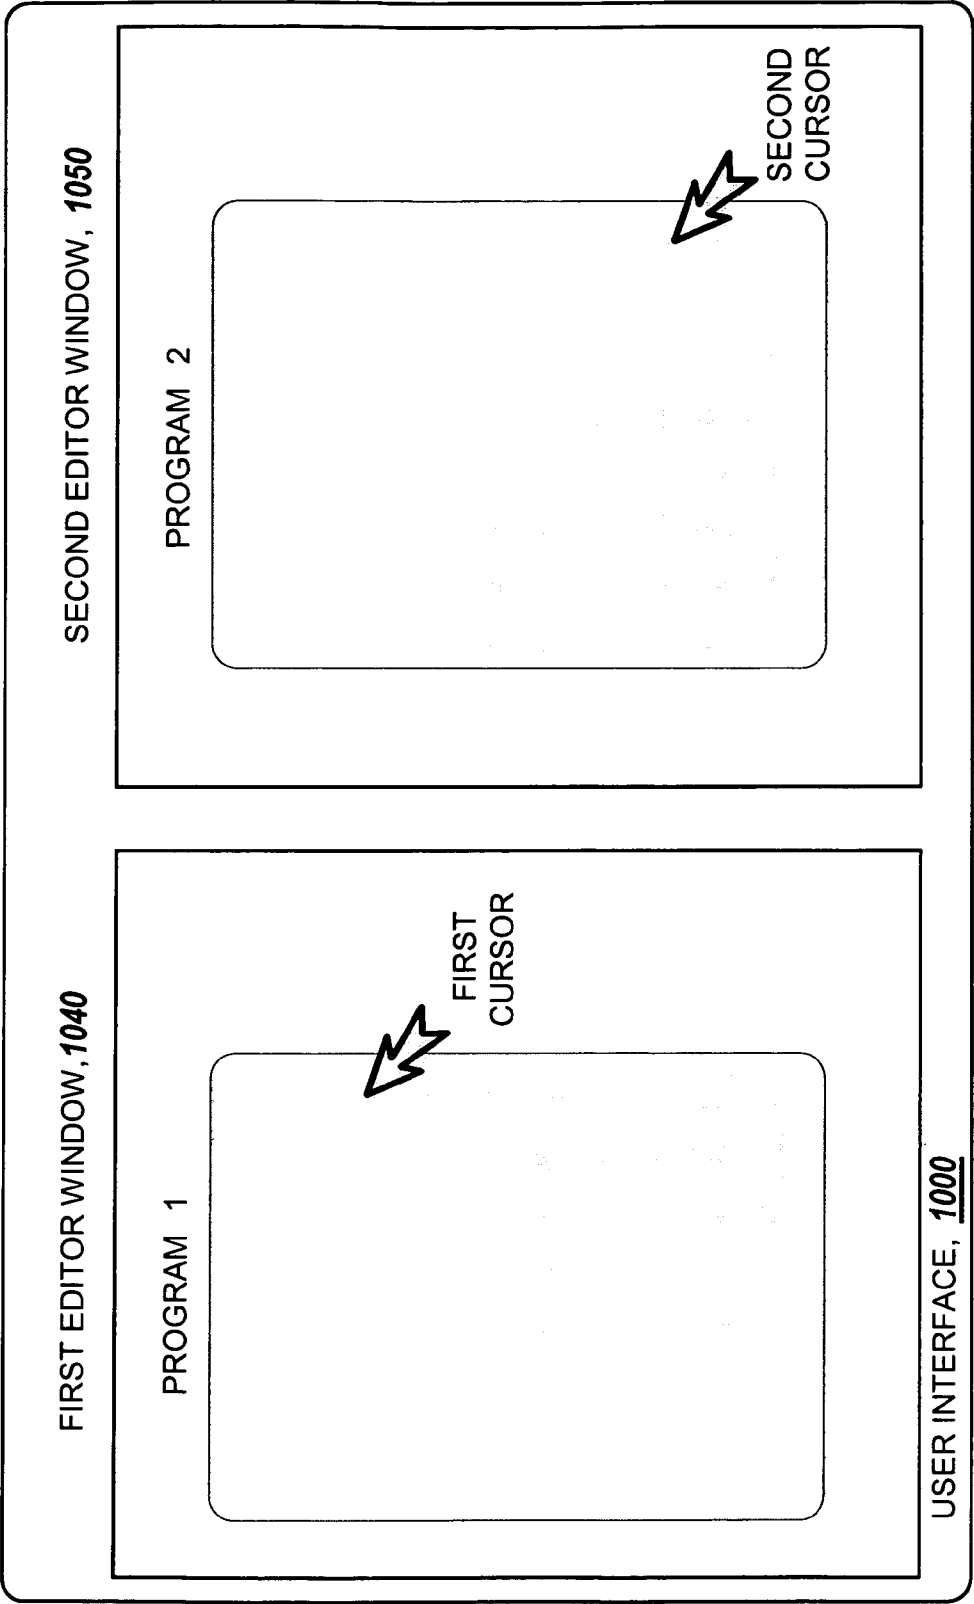 FIRST EDITOR WINDOW, 1040
PROGRAM 1
FIRST
CURSOR
SECOND EDITOR WINDOW, 1050
PROGRAM 2
SECOND
CURSOR
USER INTERFACE, 1000